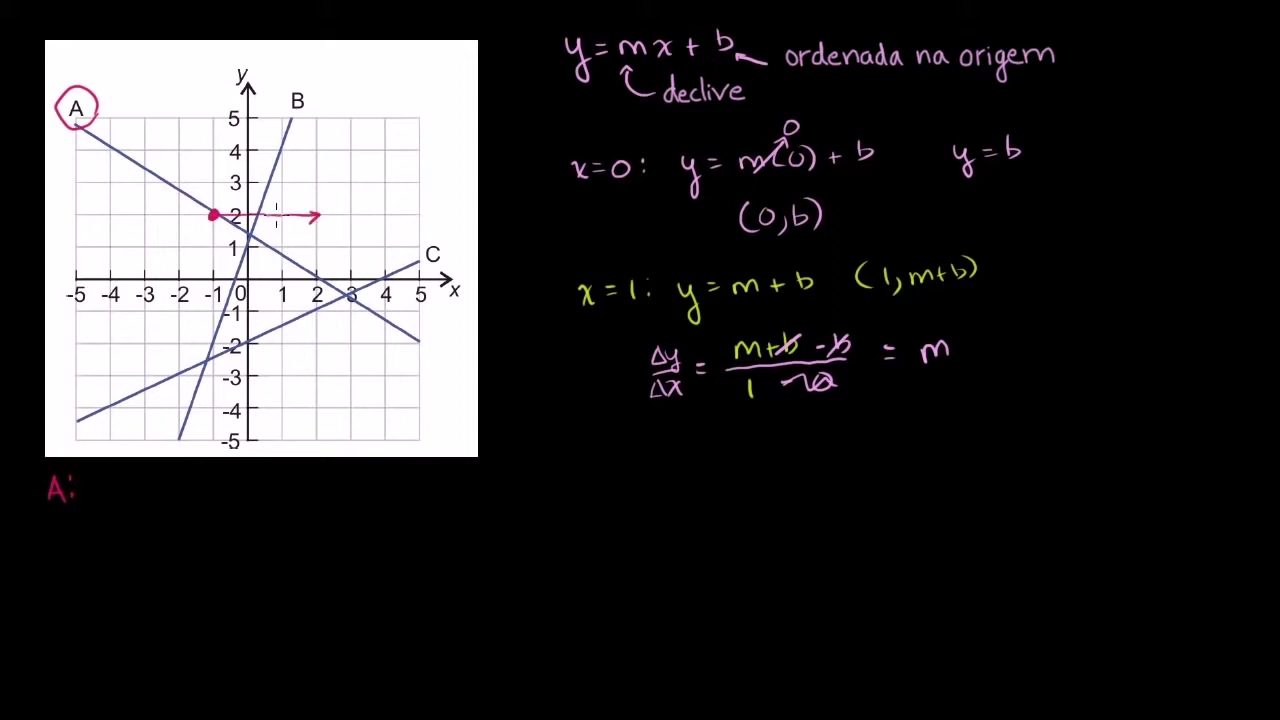 y = mx + b ordenada na origem
declive
x=0: y = m(0) + b y = b
0
(0,b)
x = 1: y = m + b (1, m+b)
Δy/Δx = m+b - b / 1 - 0 = m
A
B
C
y
x
5
4
3
2
1
-5 -4 -3 -2 -1 0 1 2 3 4 5
-1
-2
-3
-4
-5
A: